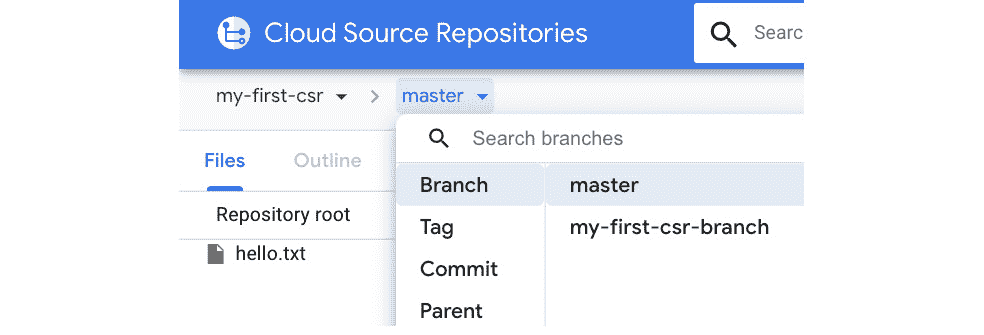 Cloud Source Repositories
Searc
my-first-csr
master
Search branches
Files
Outline
Branch
master
Repository root
Tag
my-first-csr-branch
hello.txt
Commit
Parent